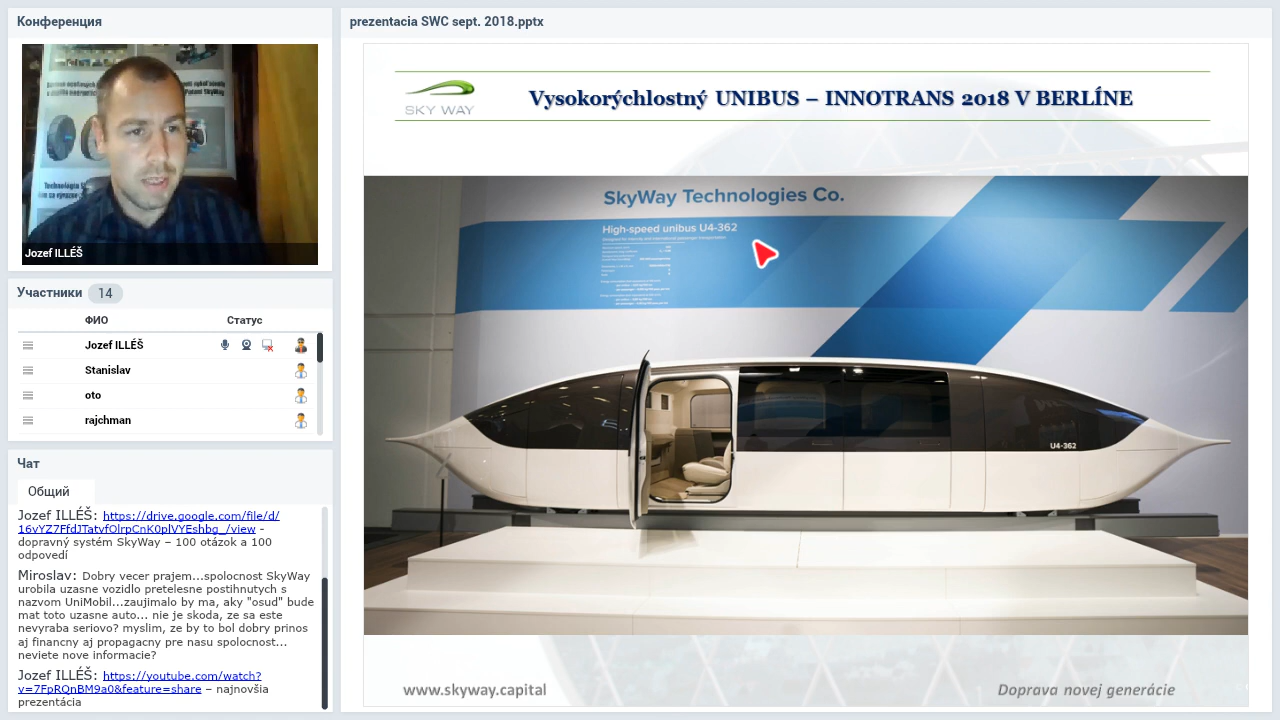 Конференция
Jozef ILLÉŠ
Участники 14
ФИО Статус
Jozef ILLÉŠ
Stanislav
oto
rajchman
Чат
Общий
Jozef ILLÉŠ: https://drive.google.com/file/d/
–
dopravný systém SkyWay – 100 otázok a 100
odpovedí
Miroslav: Dobry vecer prajem...spolocnost SkyWay
urobila uzasne vozidlo pretelesne postihnutych s
nazvom UniMobil...zaujimalo by ma, aky "osud" bude
mat toto uzasne auto... nie je skoda, ze sa este
nevyraba seriovo? myslim, ze by to bol dobry prinos
aj financny aj propagacny pre nasu spolocnost...
neviete nove informacie?
Jozef ILLÉŠ: https://youtube.com/watch?
v=7FpRQnBM9a0&feature=share – najnovšia
prezentácia
prezentacia SWC sept. 2018.pptx
SKY WAY
Vysokorýchlostný UNIBUS – INNOTRANS 2018 V BERLÍNE
SkyWay Technologies Co.
High-speed unibus U4-362
U4-362
www.skyway.capital
Doprava novej generácie